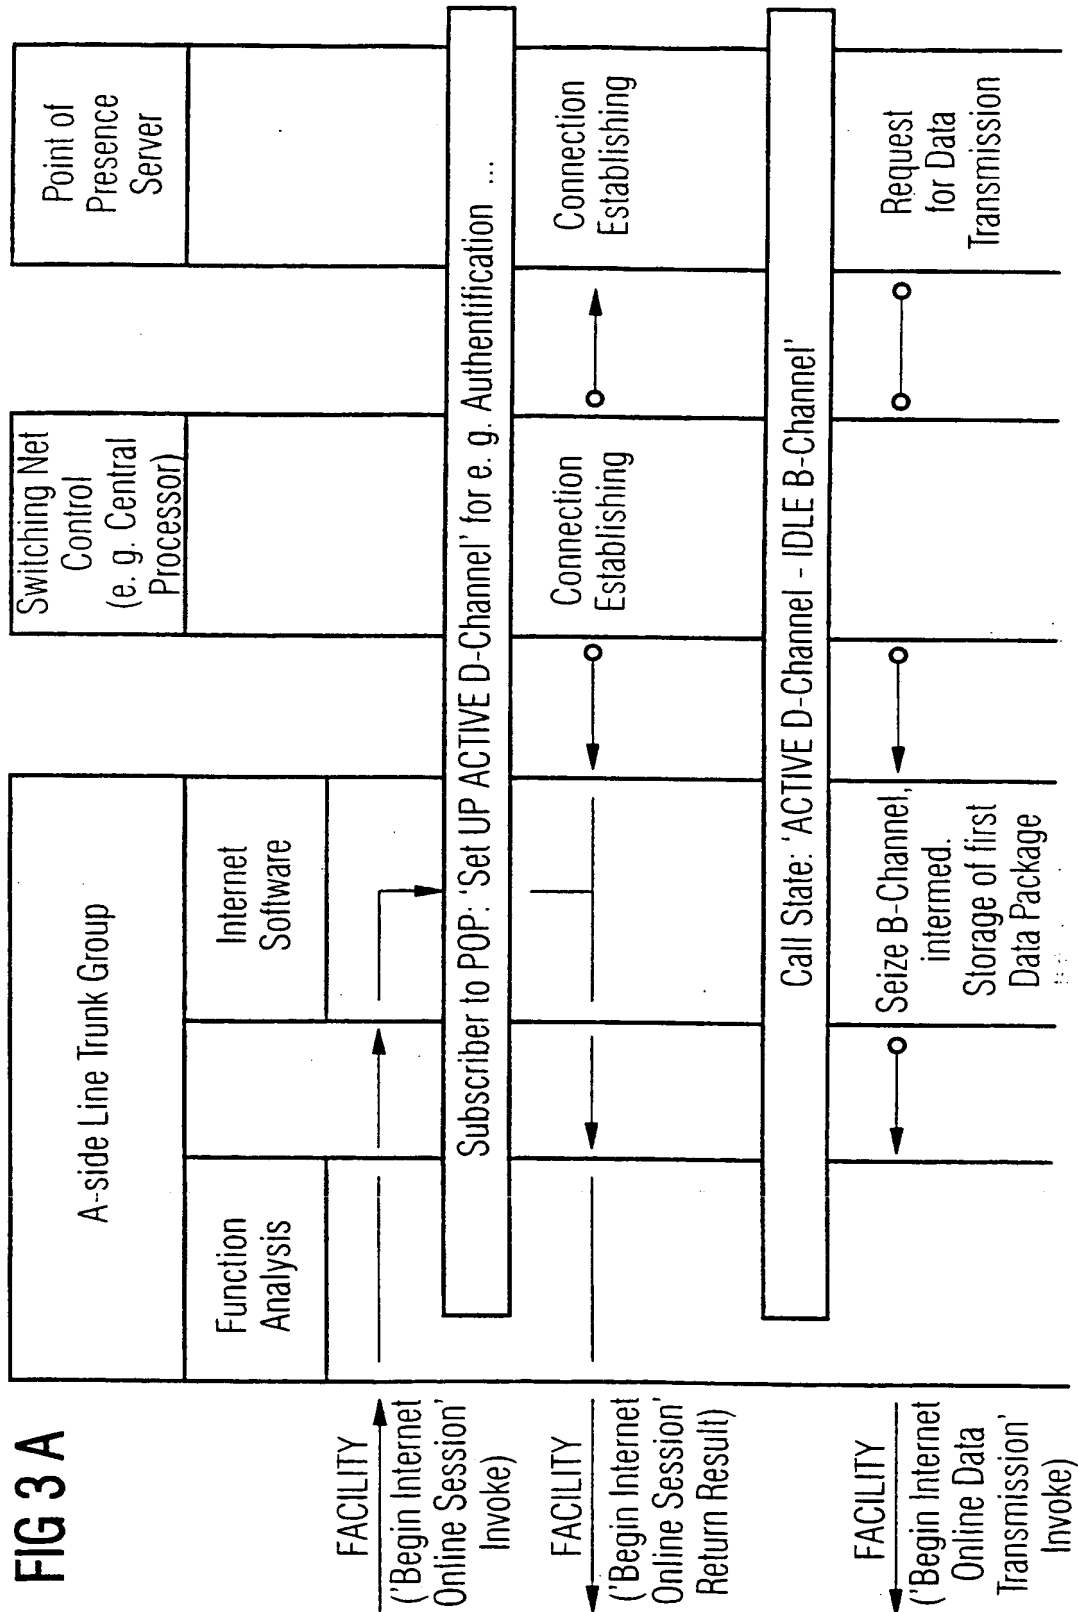 FIG 3 A
A-side Line Trunk Group
Switching Net
Control
(e. g. Central
Processor)
Point of
Presence
Server
Function
Analysis
Internet
Software
FACILITY
('Begin Internet
Online Session'
Invoke)
Subscriber to POP: 'Set UP ACTIVE D-Channel' for e. g. Authentification ...
FACILITY
('Begin Internet
Online Session'
Return Result)
Connection
Establishing
Connection
Establishing
Call State: 'ACTIVE D-Channel - IDLE B-Channel'
FACILITY
('Begin Internet
Online Data
Transmission'
Invoke)
Seize B-Channel,
intermed.
Storage of first
Data Package
Request
for Data
Transmission